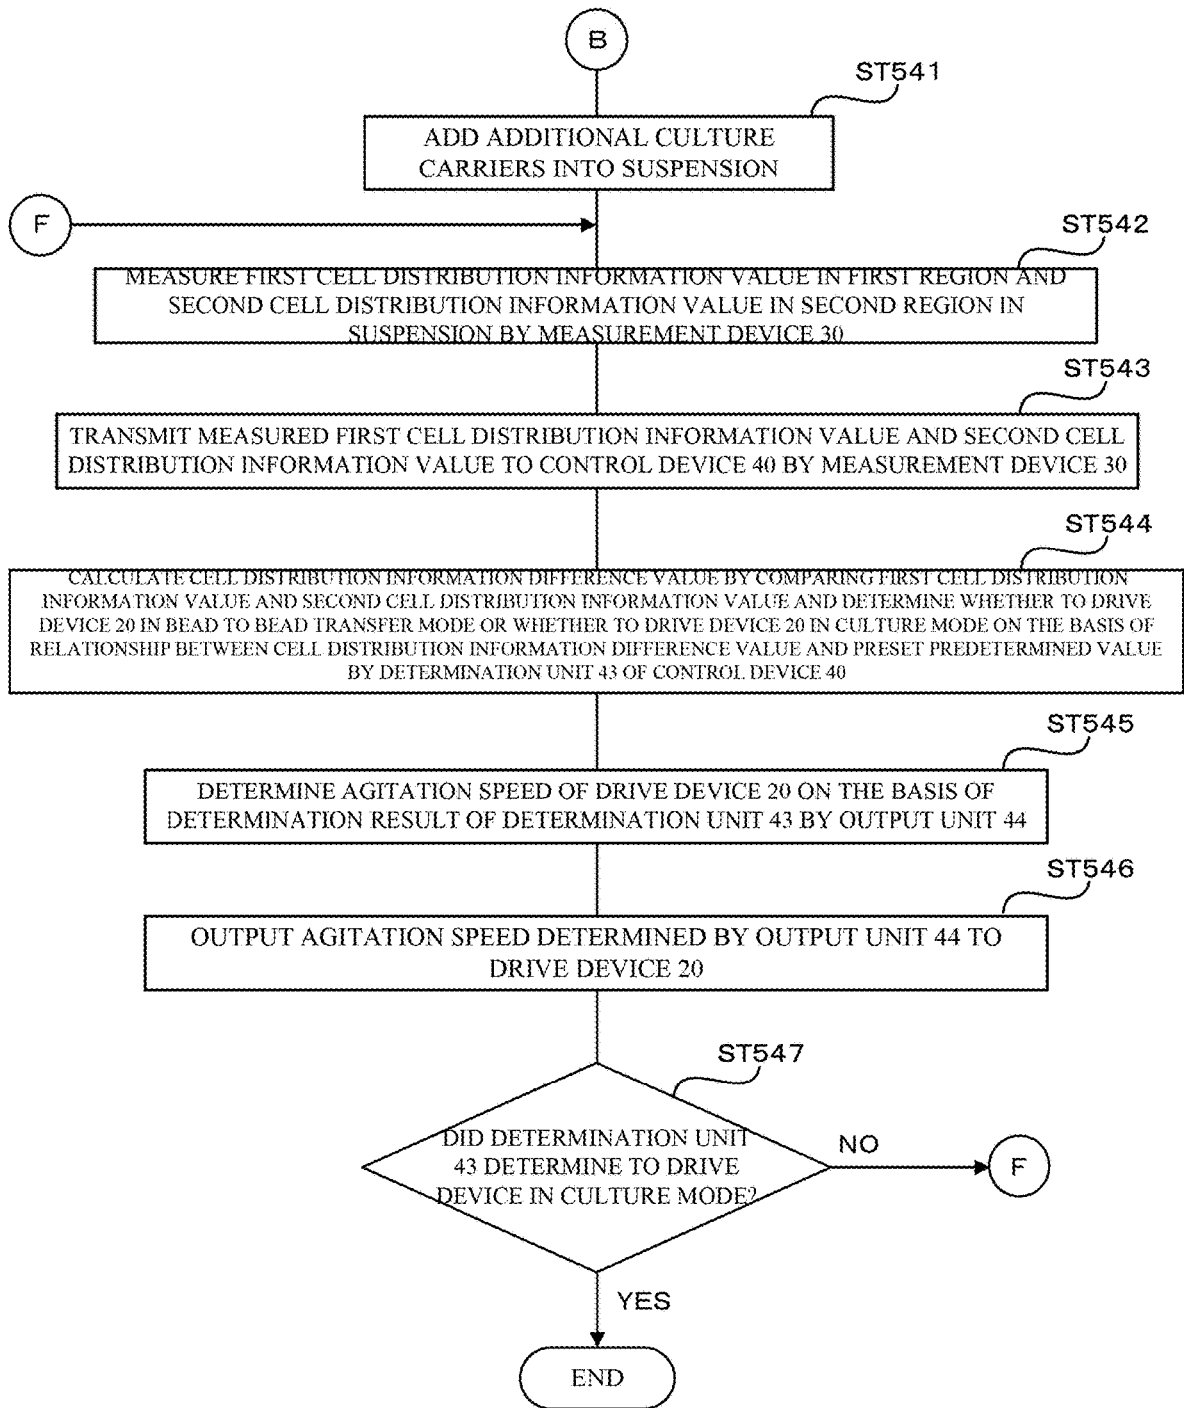 B
ST541
ADD ADDITIONAL CULTURE
CARRIERS INTO SUSPENSION
F
ST542
MEASURE FIRST CELL DISTRIBUTION INFORMATION VALUE IN FIRST REGION AND
SECOND CELL DISTRIBUTION INFORMATION VALUE IN SECOND REGION IN
SUSPENSION BY MEASUREMENT DEVICE 30
ST543
TRANSMIT MEASURED FIRST CELL DISTRIBUTION INFORMATION VALUE AND SECOND CELL
DISTRIBUTION INFORMATION VALUE TO CONTROL DEVICE 40 BY MEASUREMENT DEVICE 30
ST544
CALCULATE CELL DISTRIBUTION INFORMATION DIFFERENCE VALUE BY COMPARING FIRST CELL DISTRIBUTION
INFORMATION VALUE AND SECOND CELL DISTRIBUTION INFORMATION VALUE AND DETERMINE WHETHER TO DRIVE
DEVICE 20 IN BEAD TO BEAD TRANSFER MODE OR WHETHER TO DRIVE DEVICE 20 IN CULTURE MODE ON THE BASIS OF
RELATIONSHIP BETWEEN CELL DISTRIBUTION INFORMATION DIFFERENCE VALUE AND PRESET PREDETERMINED VALUE
BY DETERMINATION UNIT 43 OF CONTROL DEVICE 40
ST545
DETERMINE AGITATION SPEED OF DRIVE DEVICE 20 ON THE BASIS OF
DETERMINATION RESULT OF DETERMINATION UNIT 43 BY OUTPUT UNIT 44
ST546
OUTPUT AGITATION SPEED DETERMINED BY OUTPUT UNIT 44 TO
DRIVE DEVICE 20
ST547
DID DETERMINATION UNIT
43 DETERMINE TO DRIVE
DEVICE IN CULTURE MODE?
NO
F
YES
END